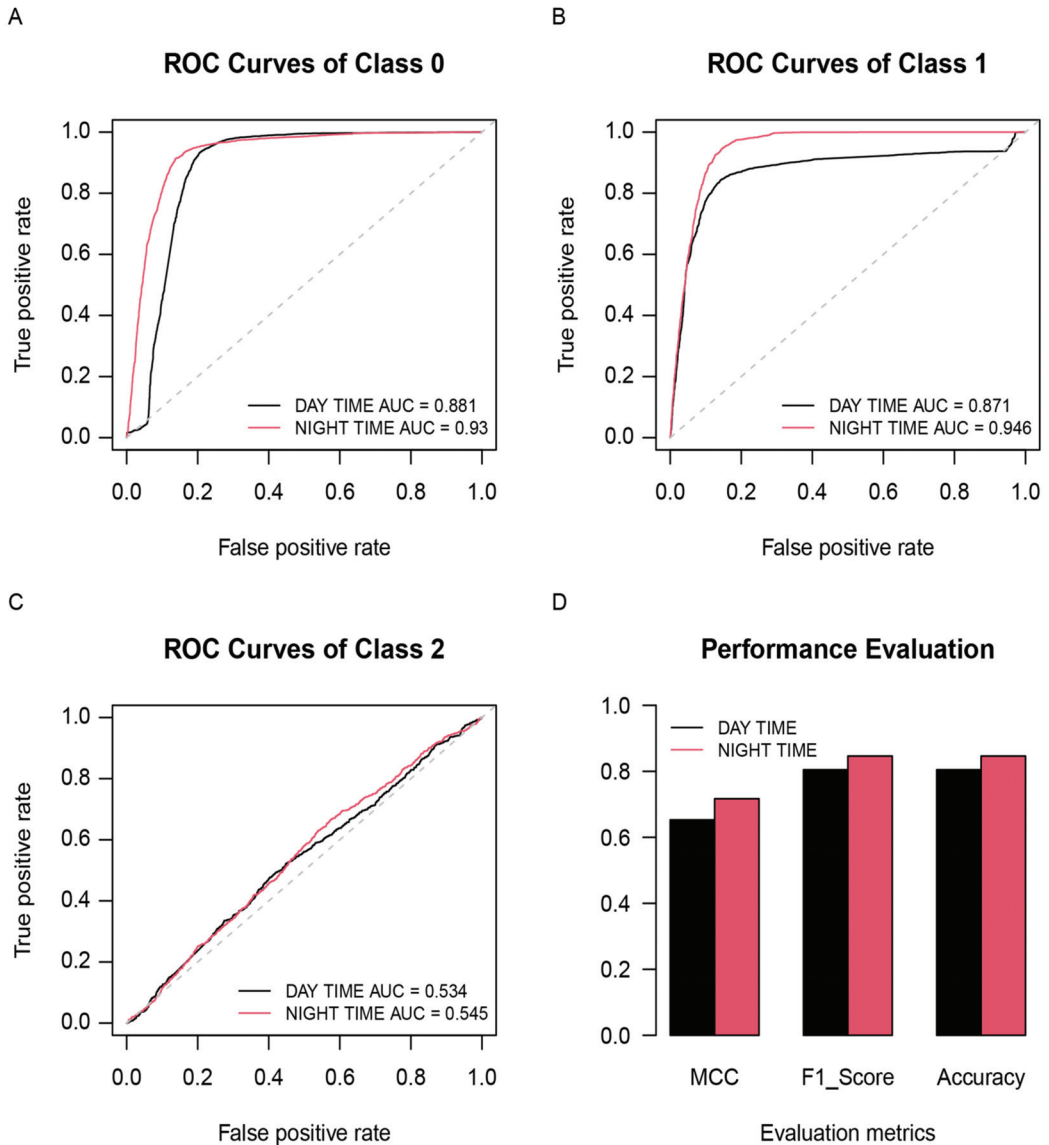 A
ROC Curves of Class 0
True positive rate
1.0
0.8
0.6
0.4
0.2
0.0
DAY TIME AUC = 0.881
NIGHT TIME AUC = 0.93
0.0 0.2 0.4 0.6 0.8 1.0
False positive rate
B
ROC Curves of Class 1
True positive rate
1.0
0.8
0.6
0.4
0.2
0.0
DAY TIME AUC = 0.871
NIGHT TIME AUC = 0.946
0.0 0.2 0.4 0.6 0.8 1.0
False positive rate
C
ROC Curves of Class 2
True positive rate
1.0
0.8
0.6
0.4
0.2
0.0
DAY TIME AUC = 0.534
NIGHT TIME AUC = 0.545
0.0 0.2 0.4 0.6 0.8 1.0
False positive rate
D
Performance Evaluation
1.0
0.8
0.6
0.4
0.2
0.0
DAY TIME
NIGHT TIME
MCC F1_Score Accuracy
Evaluation metrics